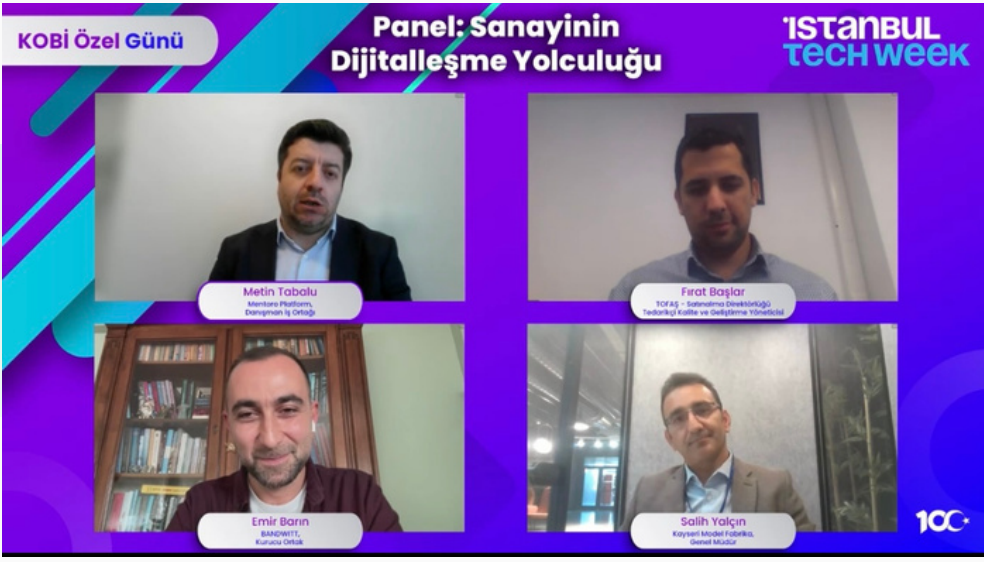 KOBİ Özel Günü
Panel: Sanayinin
Dijitalleşme Yolculuğu
iSTANBUL
TECH WEEK
Metin Tabalu
Mentoro Platform,
Danışman İş Ortağı
Fırat Başlar
TOFAŞ - Satınalma Direktörlüğü
Tedarikçi Kalite ve Geliştirme Yöneticisi
Emir Barın
BANDWITT,
Kurucu Ortak
Salih Yalçın
Kayseri Model Fabrika,
Genel Müdür
100